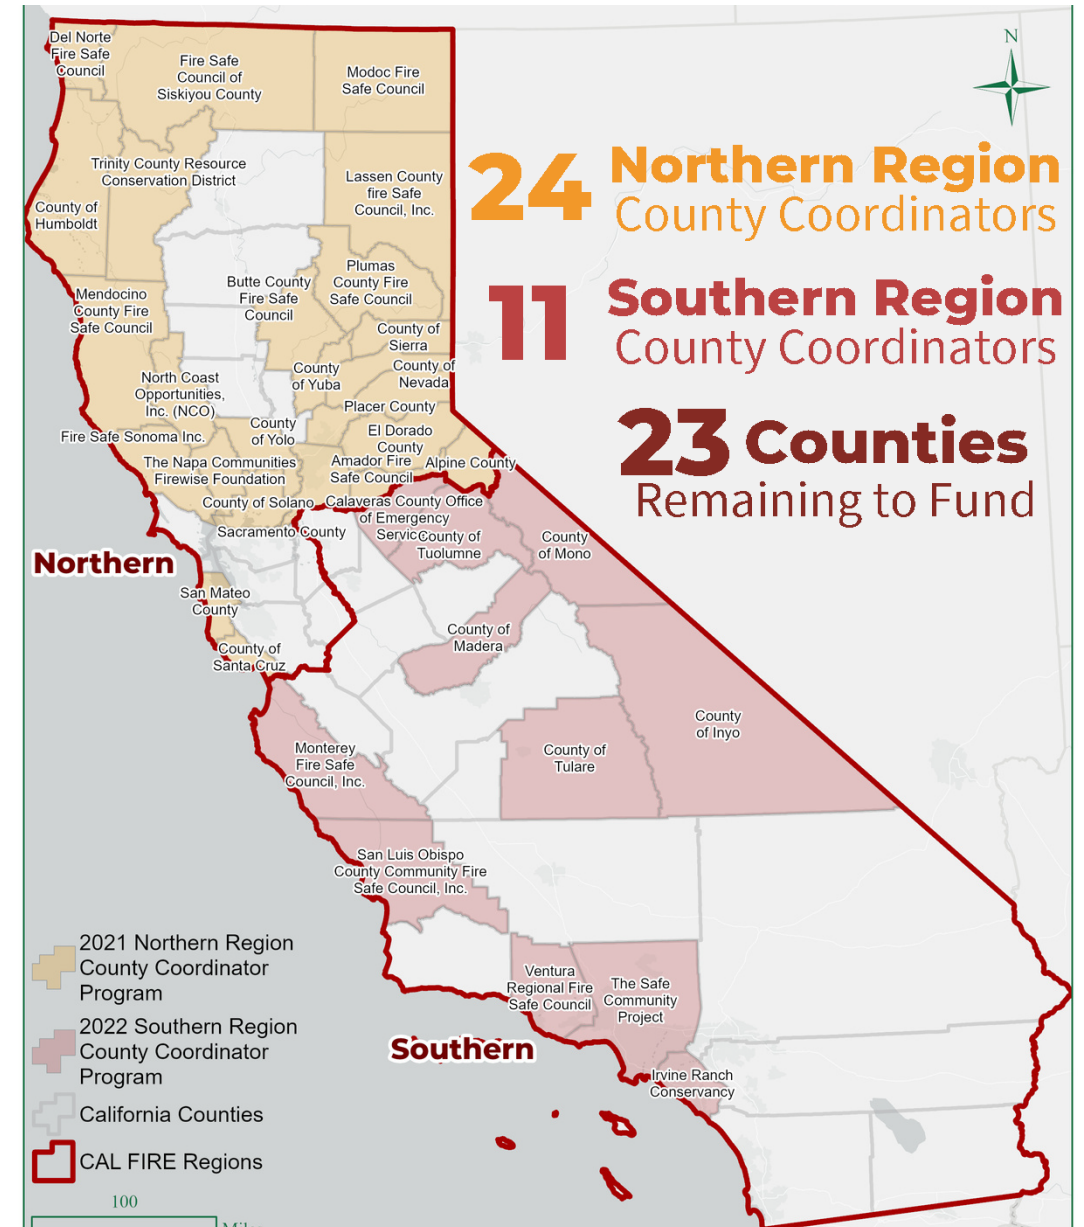 Del Norte
Fire Safe
Council
Fire Safe
Council of
Siskiyou County
Modoc Fire
Safe Council
N
Trinity County Resource
Conservation District
Lassen County
fire Safe
Council, Inc.
County of
Humboldt
24 Northern Region
County Coordinators
Mendocino
County Fire
Safe Council
Butte County
Fire Safe
Council
Plumas
County Fire
Safe Council
11 Southern Region
County Coordinators
County of
Sierra
North Coast
Opportunities,
Inc. (NCO)
County
of Yuba
County of
Nevada
Placer County
Fire Safe Sonoma Inc.
County
of Yolo
El Dorado
County
23 Counties
Remaining to Fund
The Napa Communities
Firewise Foundation
Amador Fire
Safe Council
Alpine County
County of Solano
Calaveras County Office
of Emergency
Servic
Sacramento County
County of
Tuolumne
County
of Mono
Northern
San Mateo
County
County of
Madera
County of
Santa Cruz
County
of Inyo
Monterey
Fire Safe
Council, Inc.
County of
Tulare
San Luis Obispo
County Community Fire
Safe Council, Inc.
Ventura
Regional Fire
Safe Council
The Safe
Community
Project
Southern
Irvine Ranch
Conservancy
2021 Northern Region
County Coordinator
Program
2022 Southern Region
County Coordinator
Program
California Counties
CAL FIRE Regions
100
Miles